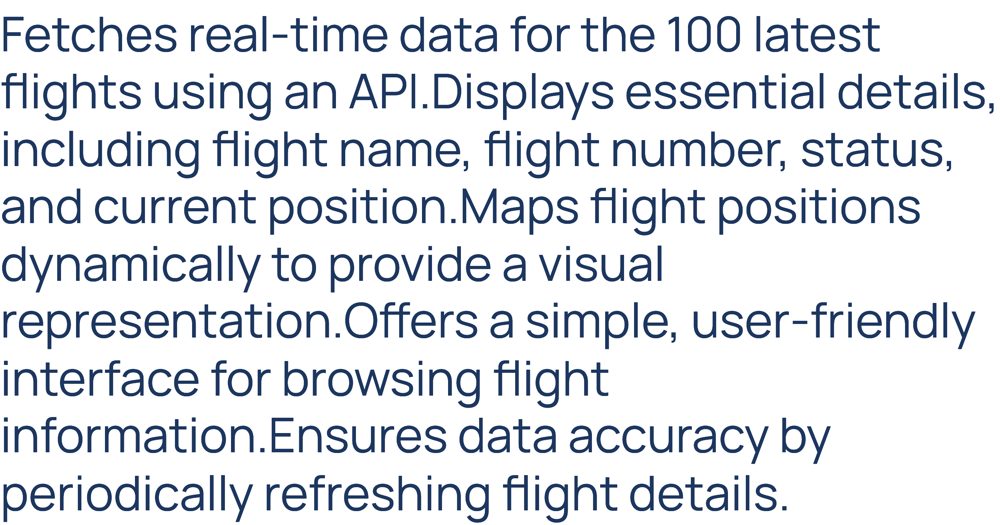 Fetches real-time data for the 100 latest
flights using an API.Displays essential details,
including flight name, flight number, status,
and current position.Maps flight positions
dynamically to provide a visual
representation.Offers a simple, user-friendly
interface for browsing flight
information.Ensures data accuracy by
periodically refreshing flight details.